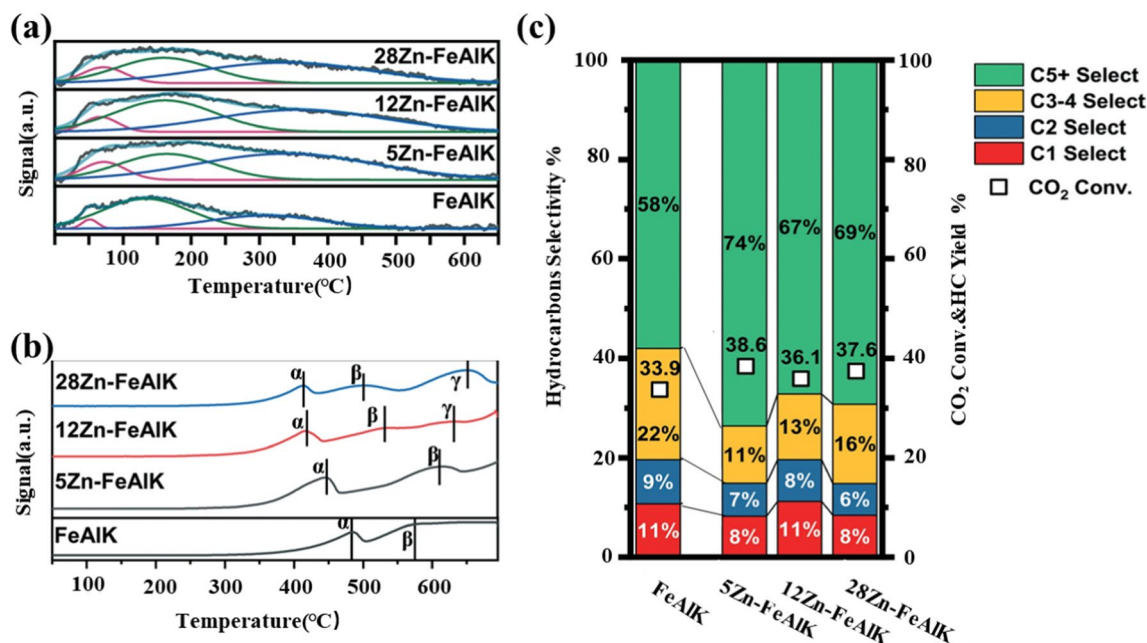 (a)
28Zn-FeAlK
12Zn-FeAlK
5Zn-FeAlK
FeAlK
Signal(a.u.)
100 200 300 400 500 600
Temperature(°C)
(b)
28Zn-FeAlK
12Zn-FeAlK
5Zn-FeAlK
FeAlK
α β γ
α β γ
α β
α β
Signal(a.u.)
100 200 300 400 500 600
Temperature(°C)
(c)
Hydrocarbons Selectivity %
100
80
60
40
20
0
58% 74% 67% 69%
33.9 38.6 36.1 37.6
22% 11% 13% 16%
9% 7% 8% 6%
11% 8% 11% 8%
FeAlK 5Zn-FeAlK 12Zn-FeAlK 28Zn-FeAlK
100
80
60
40
20
0
CO₂ Conv.&HC Yield %
C5+ Select
C3-4 Select
C2 Select
C1 Select
CO₂ Conv.